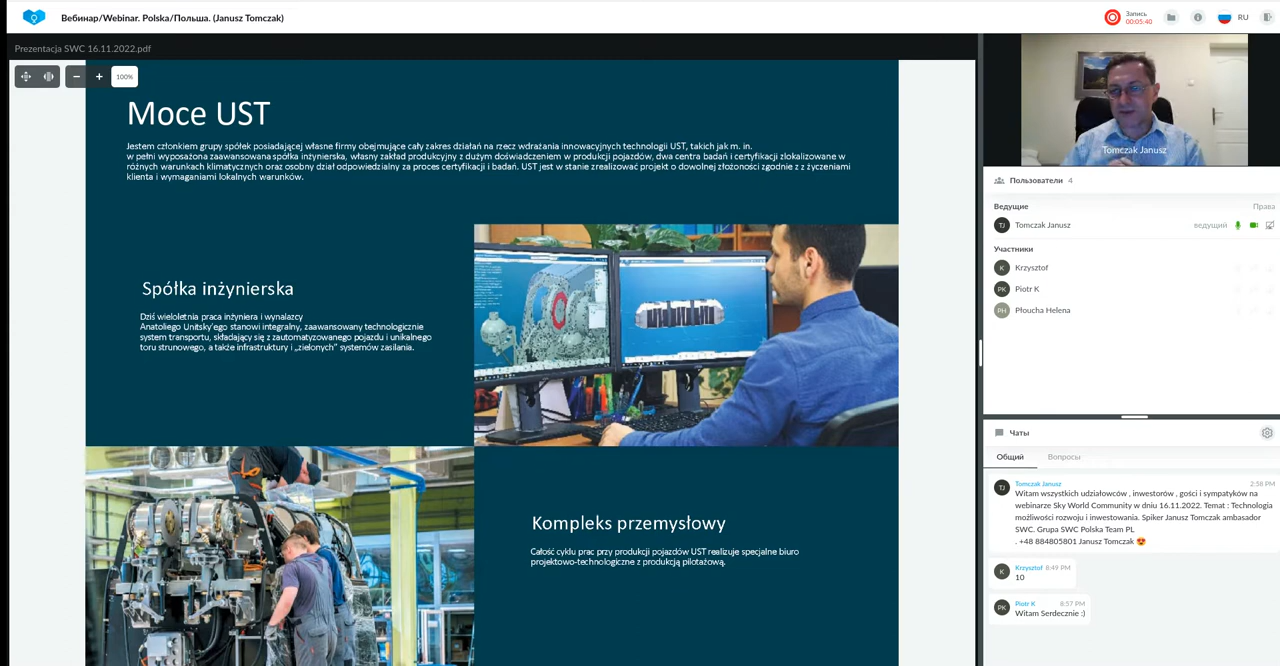 Вебинар/Webinar. Polska/Польша. (Janusz Tomczak)
Запись
00:05:40
RU
Prezentacja SWC 16.11.2022.pdf
100%
Moce UST
Jestem członkiem grupy spółek posiadającej własne firmy obejmujące cały zakres działań na rzecz wdrażania innowacyjnych technologii UST, takich jak m. in.
w pełni wyposażona zaawansowana spółka inżynierska, własny zakład produkcyjny z dużym doświadczeniem w produkcji pojazdów, dwa centra badań i certyfikacji zlokalizowane w
różnych warunkach klimatycznych oraz osobny dział odpowiedzialny za proces certyfikacji i badań. UST jest w stanie zrealizować projekt o dowolnej złożoności zgodnie z z życzeniami
klienta i wymaganiami lokalnych warunków.
Spółka inżynierska
Dziś wieloletnia praca inżyniera i wynalazcy
Anatoliego Unitsky'ego stanowi integralny, zaawansowany technologicznie
system transportu, składający się z zautomatyzowanego pojazdu i unikalnego
toru strunowego, a także infrastruktury i „zielonych” systemów zasilania.
Kompleks przemysłowy
Całość cyklu prac przy produkcji pojazdów UST realizuje specjalne biuro
projektowo-technologiczne z produkcją pilotażową.
Tomczak Janusz
Пользователи 4
Ведущие Права
TJ Tomczak Janusz ведущий
Участники
K Krzysztof
PK Piotr K
PH Płoucha Helena
Чаты
Общий Вопросы
TJ Tomczak Janusz 2:58 PM
Witam wszystkich udziałowców , inwestorów , gości i sympatyków na
webinarze Sky World Community w dniu 16.11.2022. Temat : Technologia
możliwości rozwoju i inwestowania. Spiker Janusz Tomczak ambasador
SWC. Grupa SWC Polska Team PL
. +48 884805801 Janusz Tomczak 😍
K Krzysztof 8:49 PM
10
PK Piotr K 8:57 PM
Witam Serdecznie :)